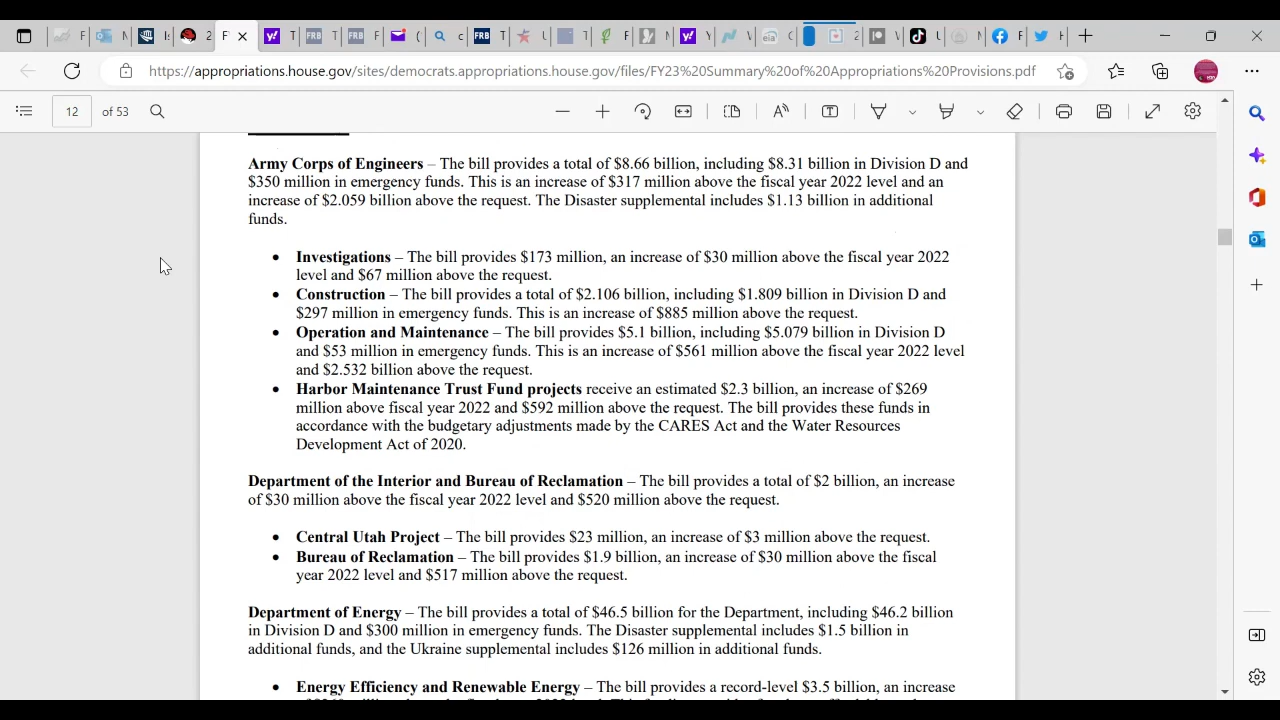 F
N
Is
2
F
T
T
F
(
T
c
T
U
T
F
N
T
V
(
2
V
U
N
F
H
https://appropriations.house.gov/sites/democrats.appropriations.house.gov/files/FY23%20Summary%20of%20Appropriations%20Provisions.pdf
12 of 53
Army Corps of Engineers – The bill provides a total of $8.66 billion, including $8.31 billion in Division D and
$350 million in emergency funds. This is an increase of $317 million above the fiscal year 2022 level and an
increase of $2.059 billion above the request. The Disaster supplemental includes $1.13 billion in additional
funds.
• Investigations – The bill provides $173 million, an increase of $30 million above the fiscal year 2022
level and $67 million above the request.
• Construction – The bill provides a total of $2.106 billion, including $1.809 billion in Division D and
$297 million in emergency funds. This is an increase of $885 million above the request.
• Operation and Maintenance – The bill provides $5.1 billion, including $5.079 billion in Division D
and $53 million in emergency funds. This is an increase of $561 million above the fiscal year 2022 level
and $2.532 billion above the request.
• Harbor Maintenance Trust Fund projects receive an estimated $2.3 billion, an increase of $269
million above fiscal year 2022 and $592 million above the request. The bill provides these funds in
accordance with the budgetary adjustments made by the CARES Act and the Water Resources
Development Act of 2020.
Department of the Interior and Bureau of Reclamation – The bill provides a total of $2 billion, an increase
of $30 million above the fiscal year 2022 level and $520 million above the request.
• Central Utah Project – The bill provides $23 million, an increase of $3 million above the request.
• Bureau of Reclamation – The bill provides $1.9 billion, an increase of $30 million above the fiscal
year 2022 level and $517 million above the request.
Department of Energy – The bill provides a total of $46.5 billion for the Department, including $46.2 billion
in Division D and $300 million in emergency funds. The Disaster supplemental includes $1.5 billion in
additional funds, and the Ukraine supplemental includes $126 million in additional funds.
• Energy Efficiency and Renewable Energy – The bill provides a record-level $3.5 billion, an increase